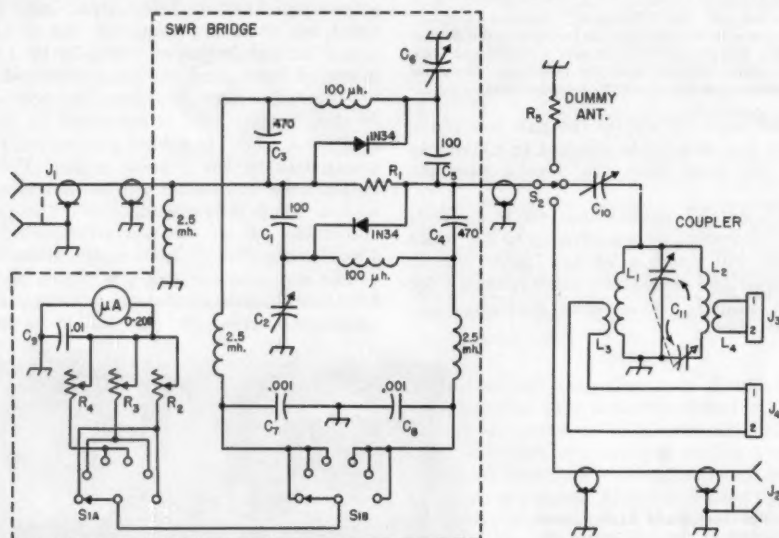 SWR BRIDGE
C6
100 µh.
470
C3
1N34
100
C5
R5
DUMMY
ANT.
J1
R1
S2
C10
COUPLER
2.5
mh.
100
C1
1N34
C4
470
100 µh.
L1
L2
C11
1
2
J3
L3
L4
µA
0-200
C9
.01
C2
2.5
mh.
2.5
mh.
R4
R3
R2
.001
.001
C7
C8
1
2
J4
S1A
S1B
J2